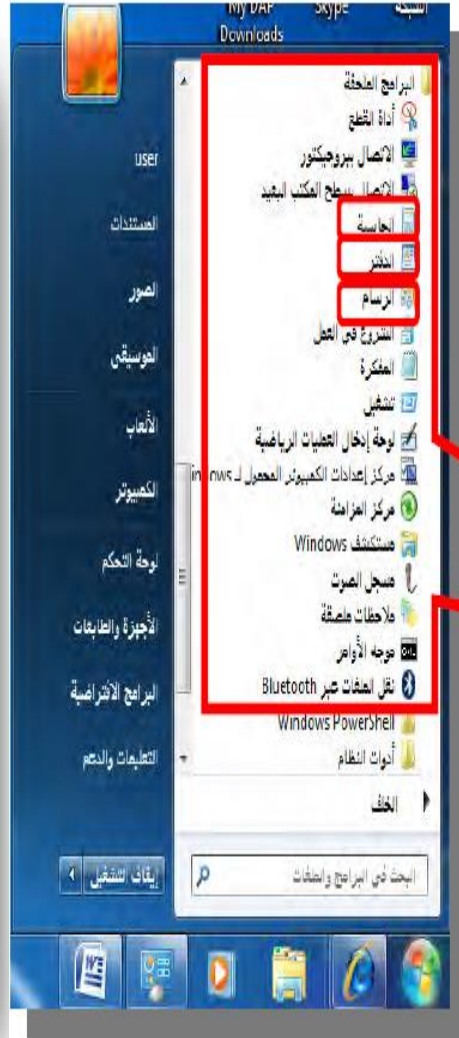 الشبكة Skype My DAP
Downloads
البرامج الملحقة
أداة القطع
الاتصال ببروجيكتور
الاتصال بسطح المكتب البعيد
الحاسبة
الدفتر
الرسام
الشروع في العمل
المفكرة
تشغيل
لوحة إدخال العمليات الرياضية
مركز إعدادات الكمبيوتر المحمول لـ indows
مركز المزامنة
مستكشف Windows
مسجل الصوت
ملاحظات ملصقة
موجه الأوامر
نقل الملفات عبر Bluetooth
Windows PowerShell
أدوات النظام
الخلف
البحث في البرامج والملفات
user
المستندات
الصور
الموسيقى
الألعاب
الكمبيوتر
لوحة التحكم
الأجهزة والطابعات
البرامج الافتراضية
التعليمات والدعم
إيقاف التشغيل